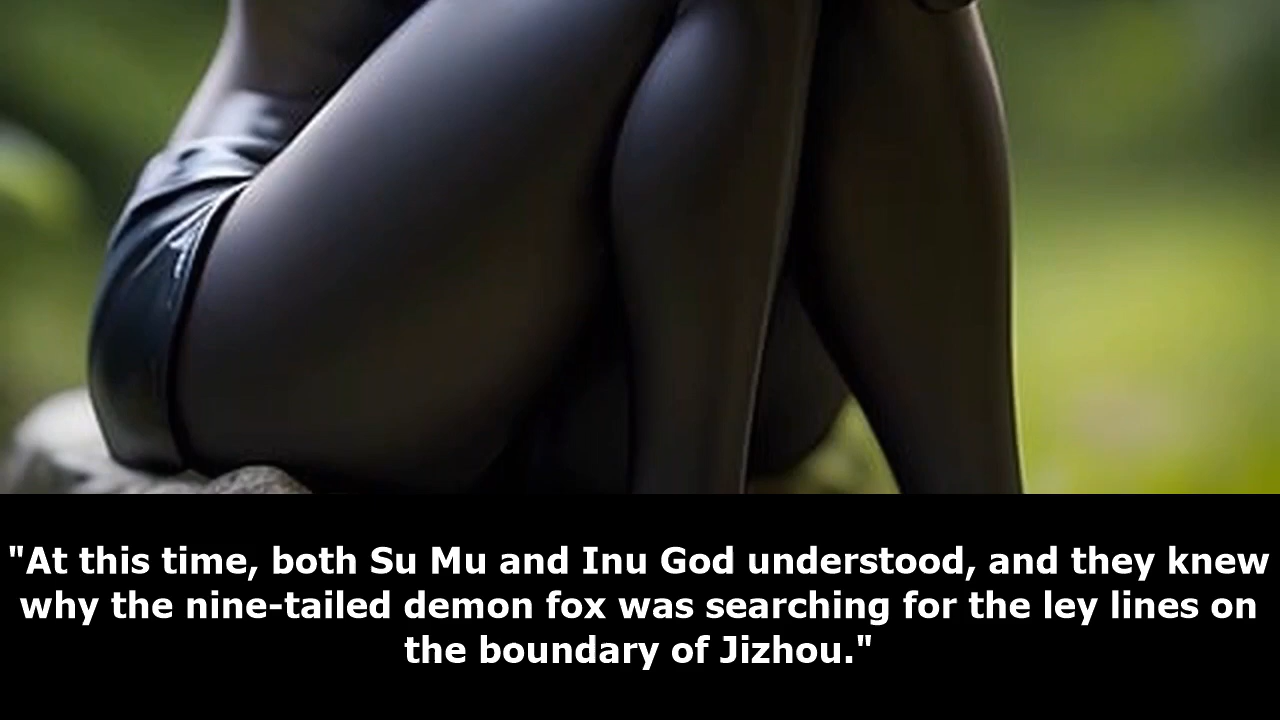 "At this time, both Su Mu and Inu God understood, and they knew
why the nine-tailed demon fox was searching for the ley lines on
the boundary of Jizhou."